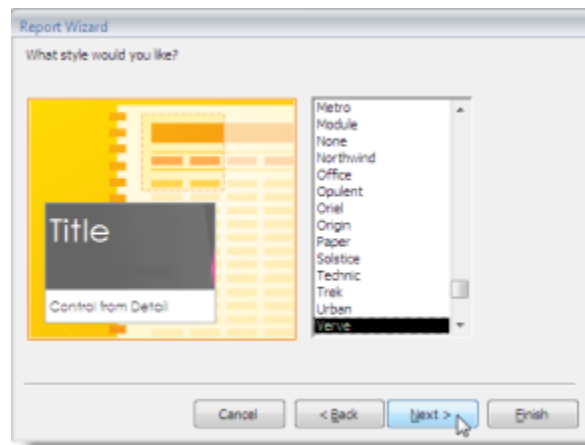 Report Wizard
What style would you like?
Title
Control from Detail
Metro
Module
None
Northwind
Office
Opulent
Oriel
Origin
Paper
Solstice
Technic
Trek
Urban
Verve
Cancel
< Back
Next >
Finish